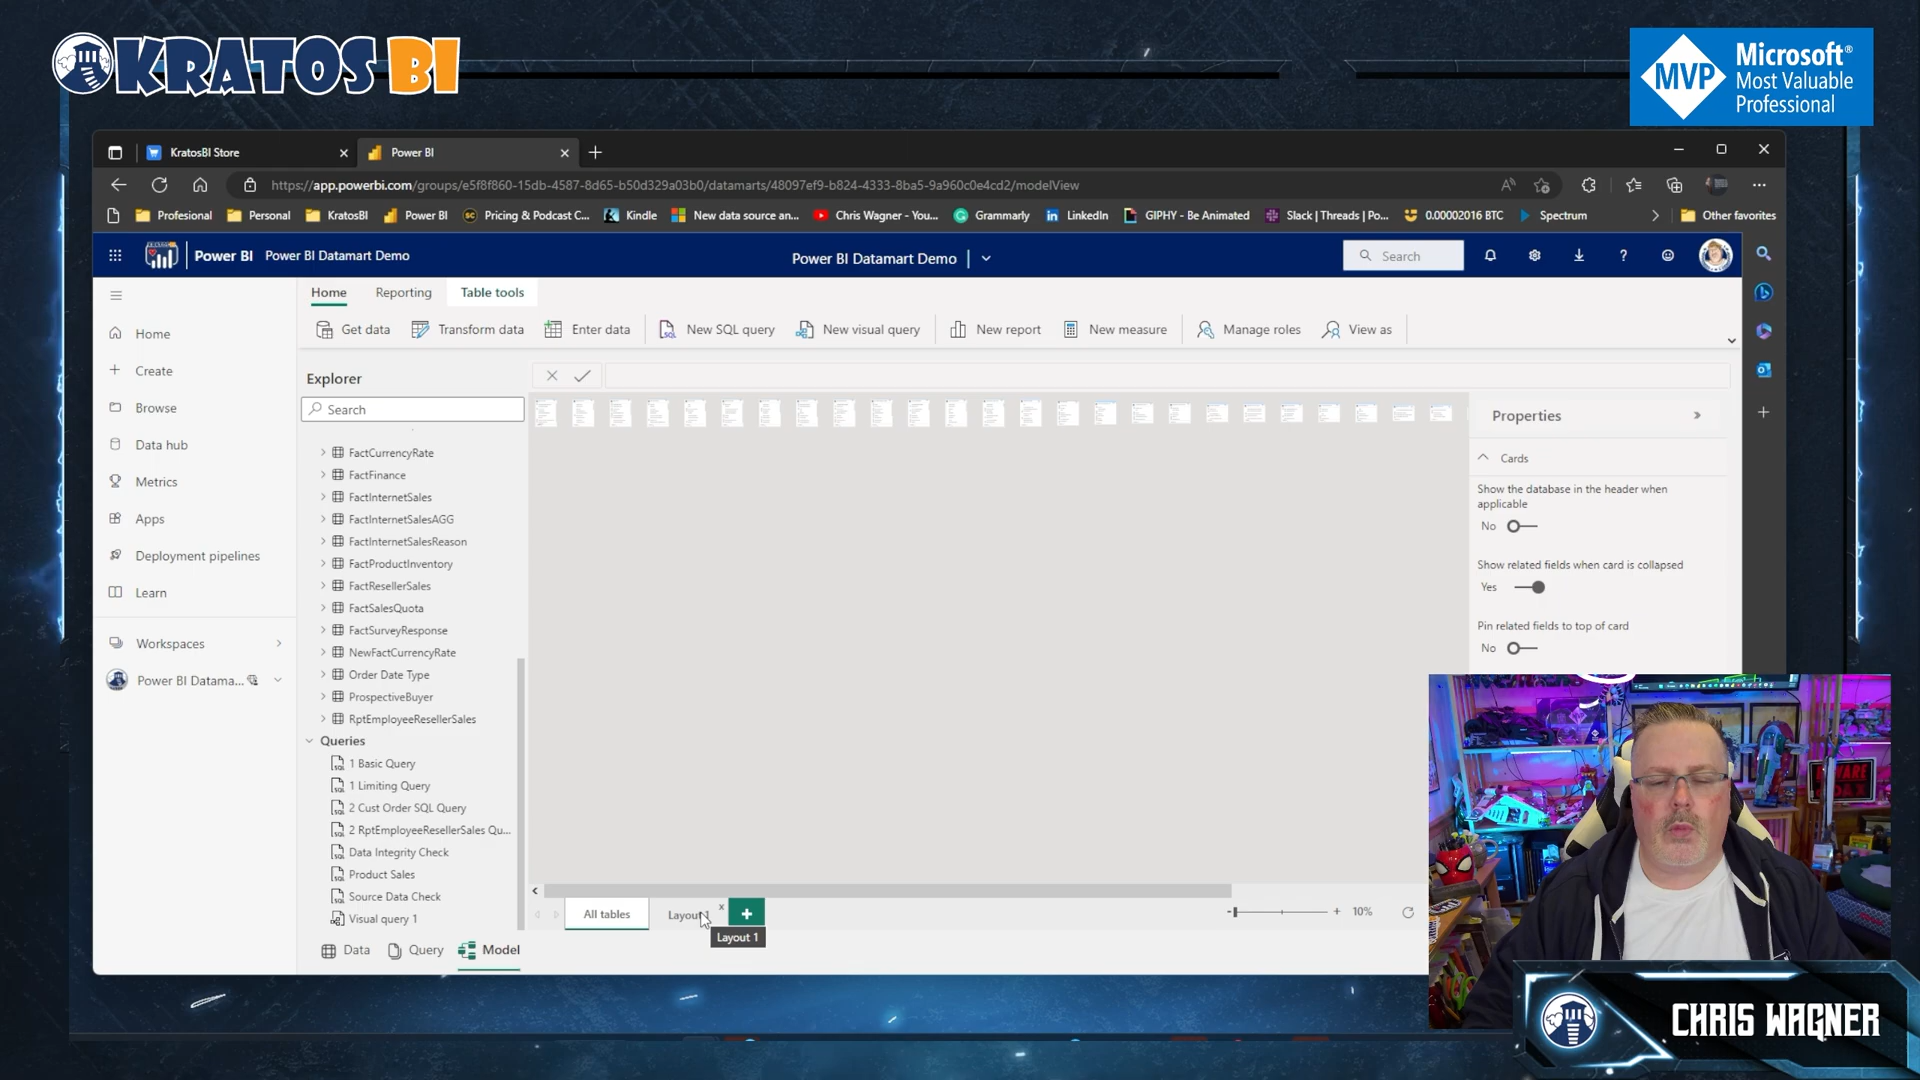 KRATOS BI
MVP
Microsoft®
Most Valuable
Professional
KratosBI Store
Power BI
https://app.powerbi.com/groups/e5f8f860-15db-4587-8d65-b50d329a03b0/datamarts/48097ef9-b824-4333-8ba5-9a960c0e4cd2/modelView
Profesional
Personal
KratosBI
Power BI
Pricing & Podcast C...
Kindle
New data source an...
Chris Wagner - You...
Grammarly
LinkedIn
GIPHY - Be Animated
Slack | Threads | Po...
0.00002016 BTC
Spectrum
Other favorites
Power BI Power BI Datamart Demo
Power BI Datamart Demo
Search
Home
Create
Browse
Data hub
Metrics
Apps
Deployment pipelines
Learn
Workspaces
Power BI Datama...
Home Reporting Table tools
Get data Transform data Enter data New SQL query New visual query New report New measure Manage roles View as
Explorer
Search
FactCurrencyRate
FactFinance
FactInternetSales
FactInternetSalesAGG
FactInternetSalesReason
FactProductInventory
FactResellerSales
FactSalesQuota
FactSurveyResponse
NewFactCurrencyRate
Order Date Type
ProspectiveBuyer
RptEmployeeResellerSales
Queries
1 Basic Query
1 Limiting Query
2 Cust Order SQL Query
2 RptEmployeeResellerSales Qu...
Data Integrity Check
Product Sales
Source Data Check
Visual query 1
Data Query Model
All tables
Layout 1
Layout 1
10%
Properties
Cards
Show the database in the header when
applicable
No
Show related fields when card is collapsed
Yes
Pin related fields to top of card
No
CHRIS WAGNER